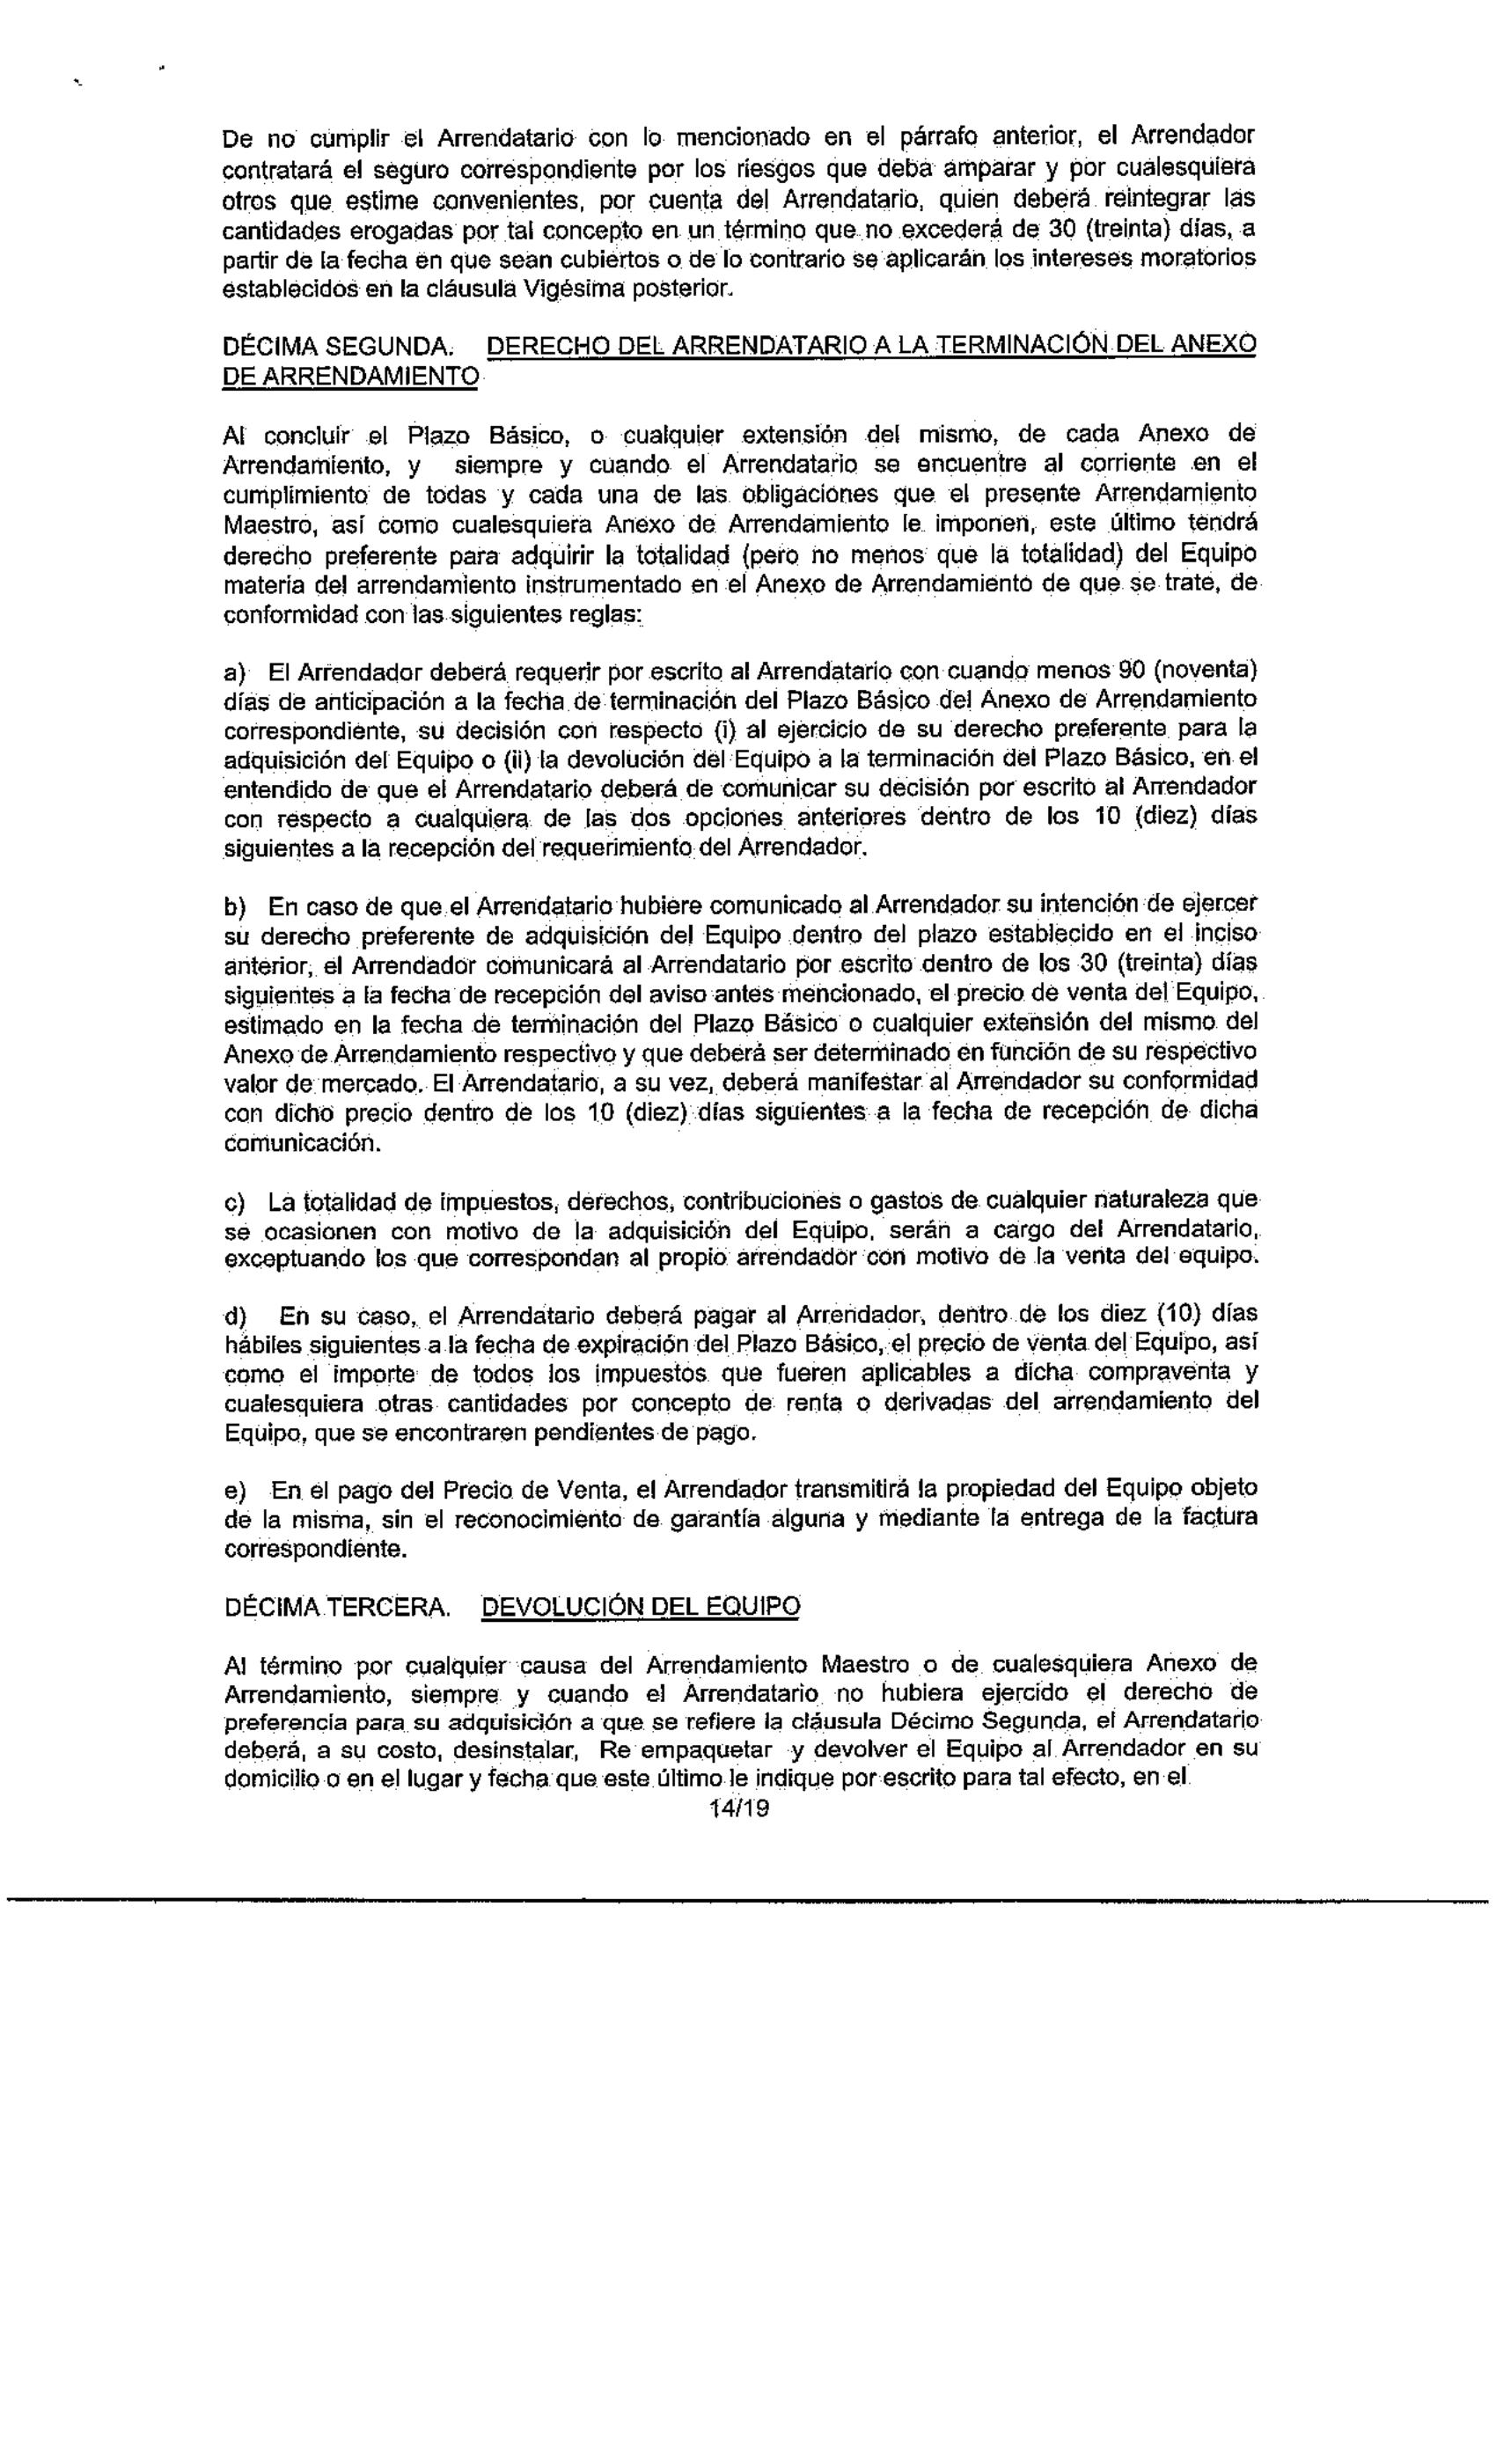 De no cumplir el Arrendatario con lo mencionado en el párrafo anterior, el Arrendador
contratará el seguro correspondiente por los riesgos que deba amparar y por cualesquiera
otros que estime convenientes, por cuenta del Arrendatario, quien deberá reintegrar las
cantidades erogadas por tal concepto en un término que no excederá de 30 (treinta) días, a
partir de la fecha en que sean cubiertos o de lo contrario se aplicarán los intereses moratorios
establecidos en la cláusula Vigésima posterior.
DÉCIMA SEGUNDA. DERECHO DEL ARRENDATARIO A LA TERMINACIÓN DEL ANEXO
DE ARRENDAMIENTO
Al concluir el Plazo Básico, o cualquier extensión del mismo, de cada Anexo de
Arrendamiento, y siempre y cuando el Arrendatario se encuentre al corriente en el
cumplimiento de todas y cada una de las obligaciones que el presente Arrendamiento
Maestro, así como cualesquiera Anexo de Arrendamiento le imponen, este último tendrá
derecho preferente para adquirir la totalidad (pero no menos que la totalidad) del Equipo
materia del arrendamiento instrumentado en el Anexo de Arrendamiento de que se trate, de
conformidad con las siguientes reglas:
a) El Arrendador deberá requerir por escrito al Arrendatario con cuando menos 90 (noventa)
días de anticipación a la fecha de terminación del Plazo Básico del Anexo de Arrendamiento
correspondiente, su decisión con respecto (i) al ejercicio de su derecho preferente para la
adquisición del Equipo o (ii) la devolución del Equipo a la terminación del Plazo Básico, en el
entendido de que el Arrendatario deberá de comunicar su decisión por escrito al Arrendador
con respecto a cualquiera de las dos opciones anteriores dentro de los 10 (diez) días
siguientes a la recepción del requerimiento del Arrendador.
b) En caso de que el Arrendatario hubiere comunicado al Arrendador su intención de ejercer
su derecho preferente de adquisición del Equipo dentro del plazo establecido en el inciso
anterior, el Arrendador comunicará al Arrendatario por escrito dentro de los 30 (treinta) días
siguientes a la fecha de recepción del aviso antes mencionado, el precio de venta del Equipo,
estimado en la fecha de terminación del Plazo Básico o cualquier extensión del mismo del
Anexo de Arrendamiento respectivo y que deberá ser determinado en función de su respectivo
valor de mercado. El Arrendatario, a su vez, deberá manifestar al Arrendador su conformidad
con dicho precio dentro de los 10 (diez) días siguientes a la fecha de recepción de dicha
comunicación.
c) La totalidad de impuestos, derechos, contribuciones o gastos de cualquier naturaleza que
se ocasionen con motivo de la adquisición del Equipo, serán a cargo del Arrendatario,
exceptuando los que correspondan al propio arrendador con motivo de la venta del equipo.
d) En su caso, el Arrendatario deberá pagar al Arrendador, dentro de los diez (10) días
hábiles siguientes a la fecha de expiración del Plazo Básico, el precio de venta del Equipo, así
como el importe de todos los impuestos que fueren aplicables a dicha compraventa y
cualesquiera otras cantidades por concepto de renta o derivadas del arrendamiento del
Equipo, que se encontraren pendientes de pago.
e) En el pago del Precio de Venta, el Arrendador transmitirá la propiedad del Equipo objeto
de la misma, sin el reconocimiento de garantía alguna y mediante la entrega de la factura
correspondiente.
DÉCIMA TERCERA. DEVOLUCIÓN DEL EQUIPO
Al término por cualquier causa del Arrendamiento Maestro o de cualesquiera Anexo de
Arrendamiento, siempre y cuando el Arrendatario no hubiera ejercido el derecho de
preferencia para su adquisición a que se refiere la cláusula Décimo Segunda, el Arrendatario
deberá, a su costo, desinstalar, Re empaquetar y devolver el Equipo al Arrendador en su
domicilio o en el lugar y fecha que este último le indique por escrito para tal efecto, en el
14/19